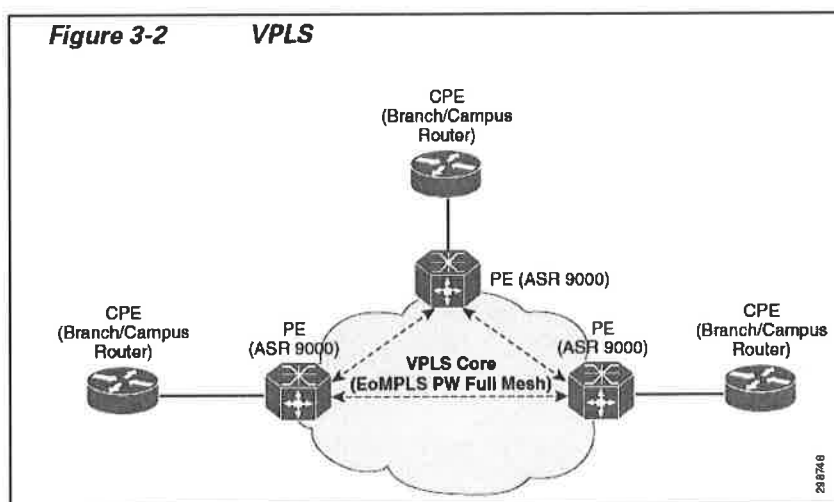 Figure 3-2 VPLS
CPE
(Branch/Campus
Router)
PE (ASR 9000)
CPE
(Branch/Campus
Router)
PE
(ASR 9000)
PE
(ASR 9000)
CPE
(Branch/Campus
Router)
VPLS Core
(EoMPLS PW Full Mesh)
298748